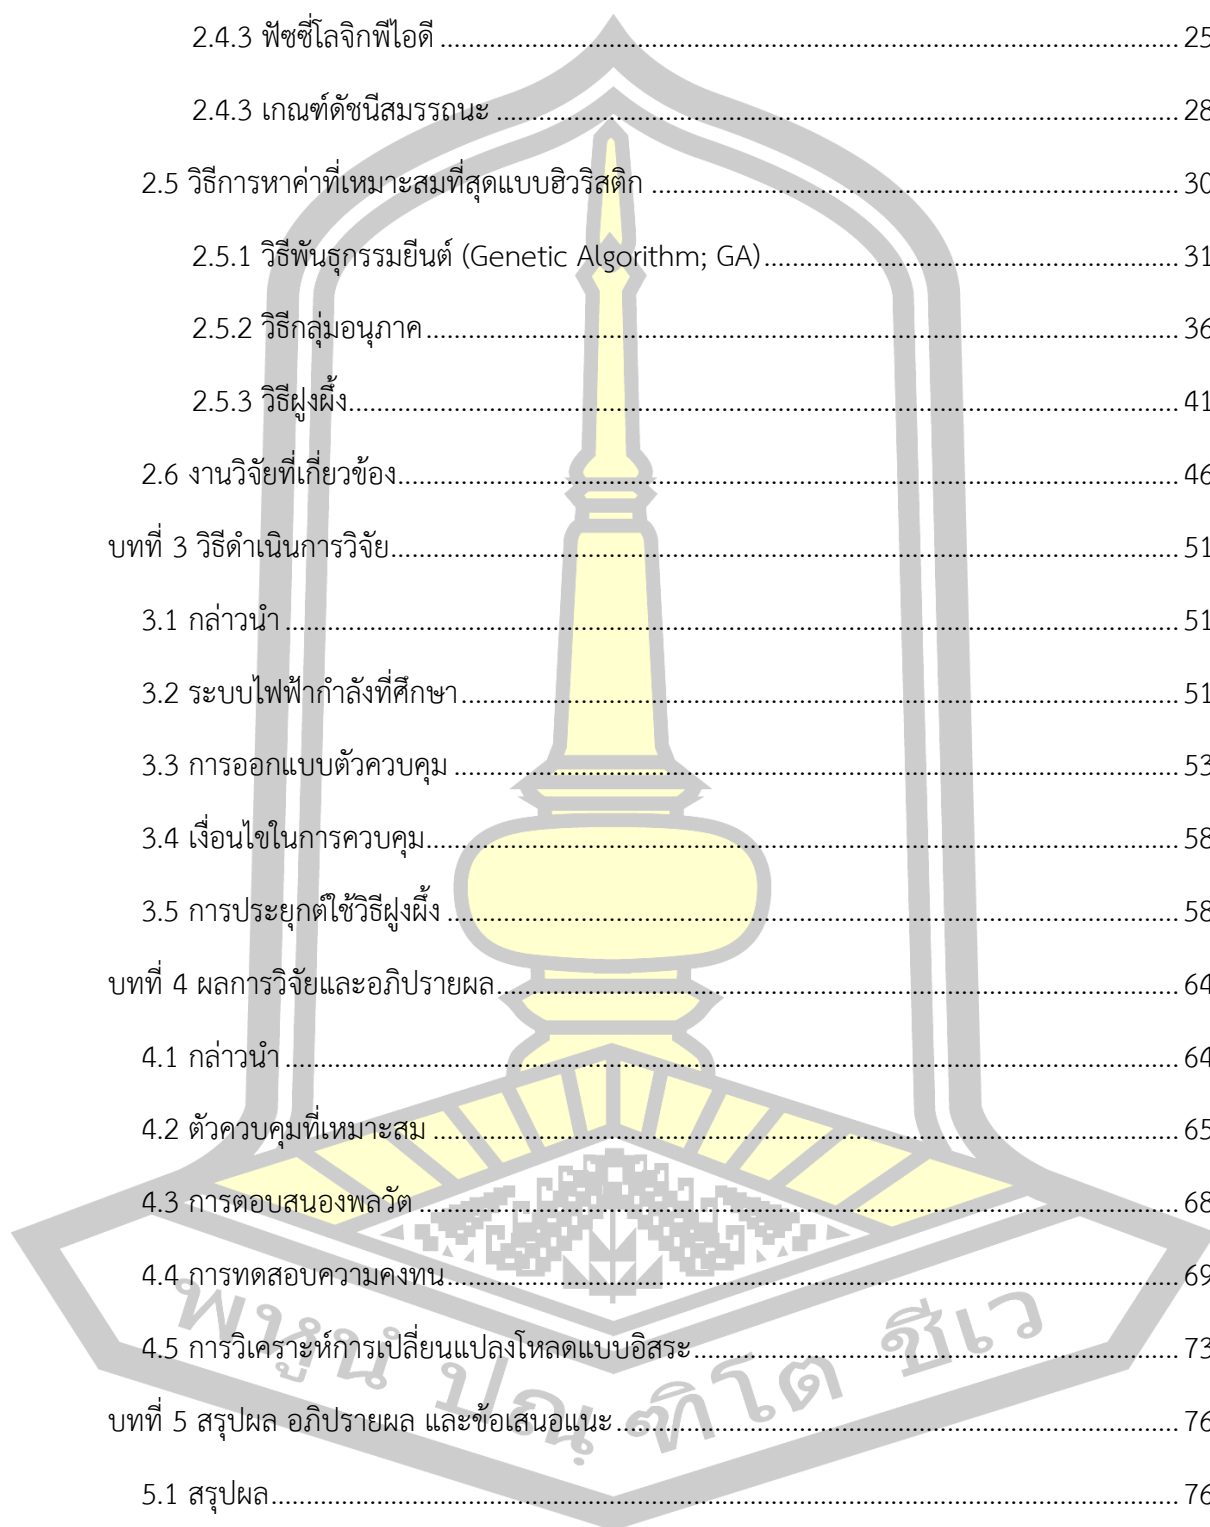 2.4.3 ฟัซซี่โลจิกพีไอดี ........ 25
2.4.3 เกณฑ์ดัชนีสมรรถนะ ........ 28
2.5 วิธีการหาค่าที่เหมาะสมที่สุดแบบฮิวริสติก ........ 30
2.5.1 วิธีพันธุกรรมยีนต์ (Genetic Algorithm; GA) ........ 31
2.5.2 วิธีกลุ่มอนุภาค ........ 36
2.5.3 วิธีฝูงผึ้ง ........ 41
2.6 งานวิจัยที่เกี่ยวข้อง ........ 46
บทที่ 3 วิธีดำเนินการวิจัย ........ 51
3.1 กล่าวนำ ........ 51
3.2 ระบบไฟฟ้ากำลังที่ศึกษา ........ 51
3.3 การออกแบบตัวควบคุม ........ 53
3.4 เงื่อนไขในการควบคุม ........ 58
3.5 การประยุกต์ใช้วิธีฝูงผึ้ง ........ 58
บทที่ 4 ผลการวิจัยและอภิปรายผล ........ 64
4.1 กล่าวนำ ........ 64
4.2 ตัวควบคุมที่เหมาะสม ........ 65
4.3 การตอบสนองพลวัต ........ 68
4.4 การทดสอบความคงทน ........ 69
4.5 การวิเคราะห์การเปลี่ยนแปลงโหลดแบบอิสระ ........ 73
บทที่ 5 สรุปผล อภิปรายผล และข้อเสนอแนะ ........ 76
5.1 สรุปผล ........ 76
พหูนํ ปณฺฑิโต ชีเว